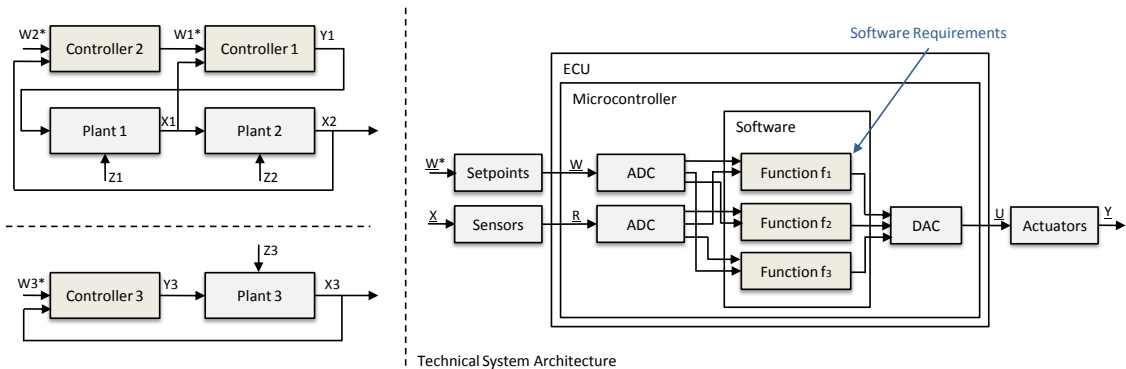 W2*
Controller 2
W1*
Controller 1
Y1
Plant 1
X1
Plant 2
X2
Z1
Z2
W3*
Controller 3
Y3
Z3
Plant 3
X3
Software Requirements
ECU
Microcontroller
Software
W*
Setpoints
W
ADC
Function f1
X
Sensors
R
ADC
Function f2
DAC
U
Actuators
Y
Function f3
Technical System Architecture